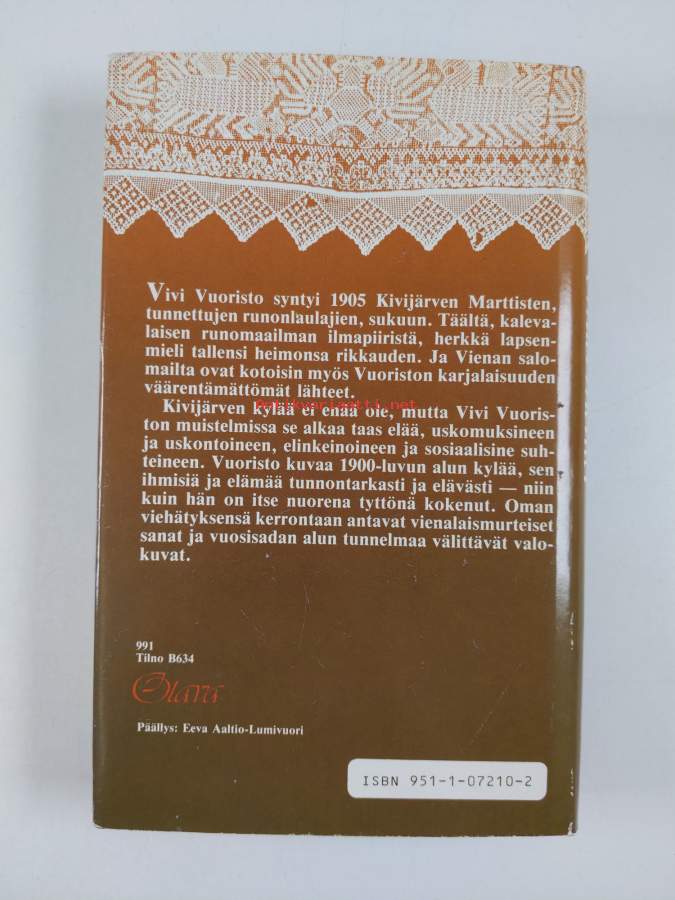 Vivi Vuoristo syntyi 1905 Kivijärven Marttisten,
tunnettujen runonlaulajien, sukuun. Täältä, kaleva-
laisen runomaailman ilmapiiristä, herkkä lapsen-
mieli tallensi heimonsa rikkauden. Ja Vienan salo-
mailta ovat kotoisin myös Vuoriston karjalaisuuden
väärentämättömät lähteet.
Antikvariaatti.net
Kivijärven kylää ei enää ole, mutta Vivi Vuoris-
ton muistelmissa se alkaa taas elää, uskomuksineen
ja uskontoineen, elinkeinoineen ja sosiaalisine suh-
teineen. Vuoristo kuvaa 1900-luvun alun kylää, sen
ihmisiä ja elämää tunnontarkasti ja elävästi — niin
kuin hän on itse nuorena tyttönä kokenut. Oman
viehätyksensä kerrontaan antavat vienalaismurteiset
sanat ja vuosisadan alun tunnelmaa välittävät valo-
kuvat.
991
Tilno B634
Otava
Päällys: Eeva Aaltio-Lumivuori
ISBN 951-1-07210-2